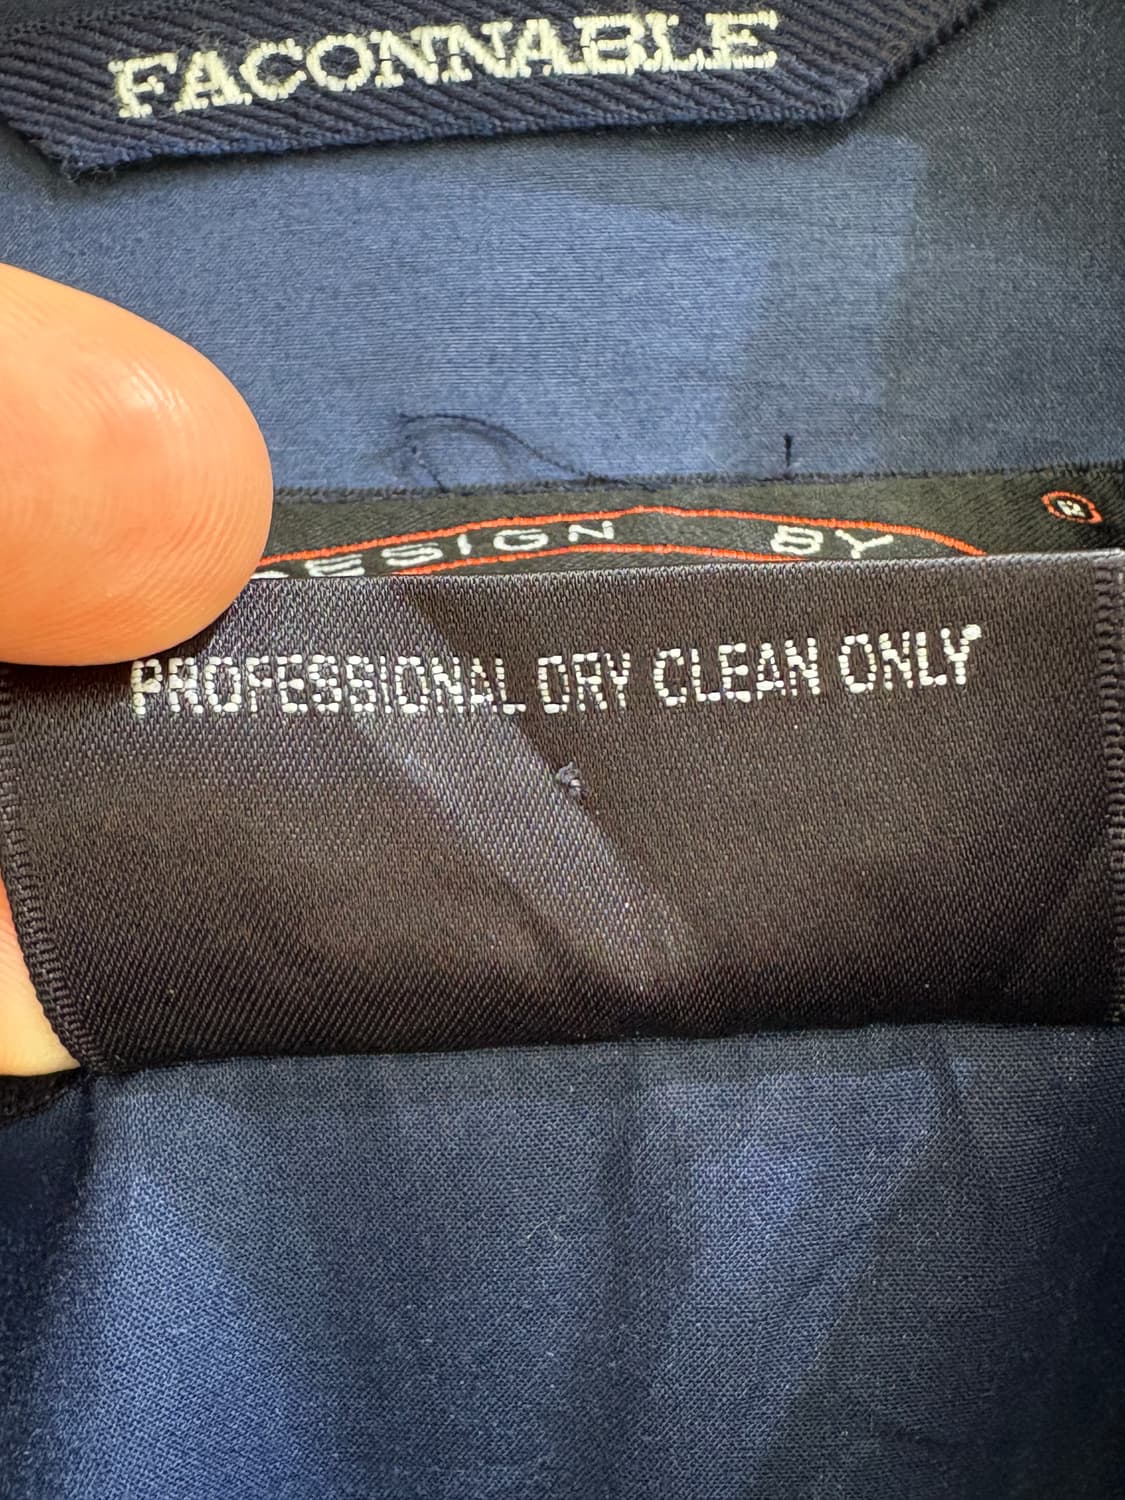 FACONNABLE
DESIGN BY
®
PROFESSIONAL DRY CLEAN ONLY